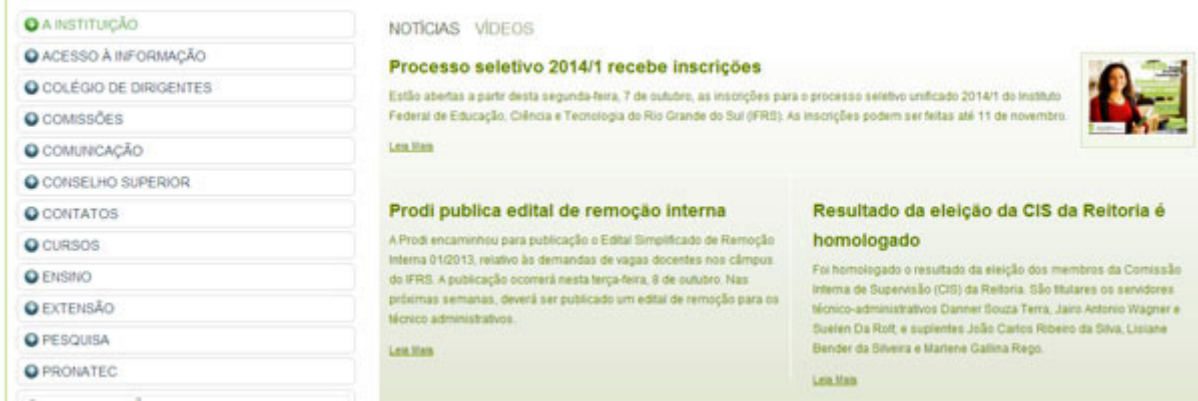 A INSTITUIÇÃO
ACESSO À INFORMAÇÃO
COLÉGIO DE DIRIGENTES
COMISSÕES
COMUNICAÇÃO
CONSELHO SUPERIOR
CONTATOS
CURSOS
ENSINO
EXTENSÃO
PESQUISA
PRONATEC
NOTÍCIAS VÍDEOS
Processo seletivo 2014/1 recebe inscrições
Estão abertas a partir desta segunda-feira, 7 de outubro, as inscrições para o processo seletivo unificado 2014/1 do Instituto
Federal de Educação, Ciência e Tecnologia do Rio Grande do Sul (IFRS). As inscrições podem ser feitas até 11 de novembro.
Leia Mais
Prodi publica edital de remoção interna
A Prodi encaminhou para publicação o Edital Simplificado de Remoção
Interna 01/2013, relativo às demandas de vagas docentes nos câmpus
do IFRS. A publicação ocorrerá nesta terça-feira, 8 de outubro. Nas
próximas semanas, deverá ser publicado um edital de remoção para os
técnico administrativos.
Leia Mais
Resultado da eleição da CIS da Reitoria é
homologado
Foi homologado o resultado da eleição dos membros da Comissão
Interna de Supervisão (CIS) da Reitoria. São titulares os servidores
técnico-administrativos Danner Souza Terra, Jairo Antonio Wagner e
Suelen Da Rolt, e suplentes João Carlos Ribeiro da Silva, Lisiane
Bender da Silveira e Marlene Gallina Rego.
Leia Mais